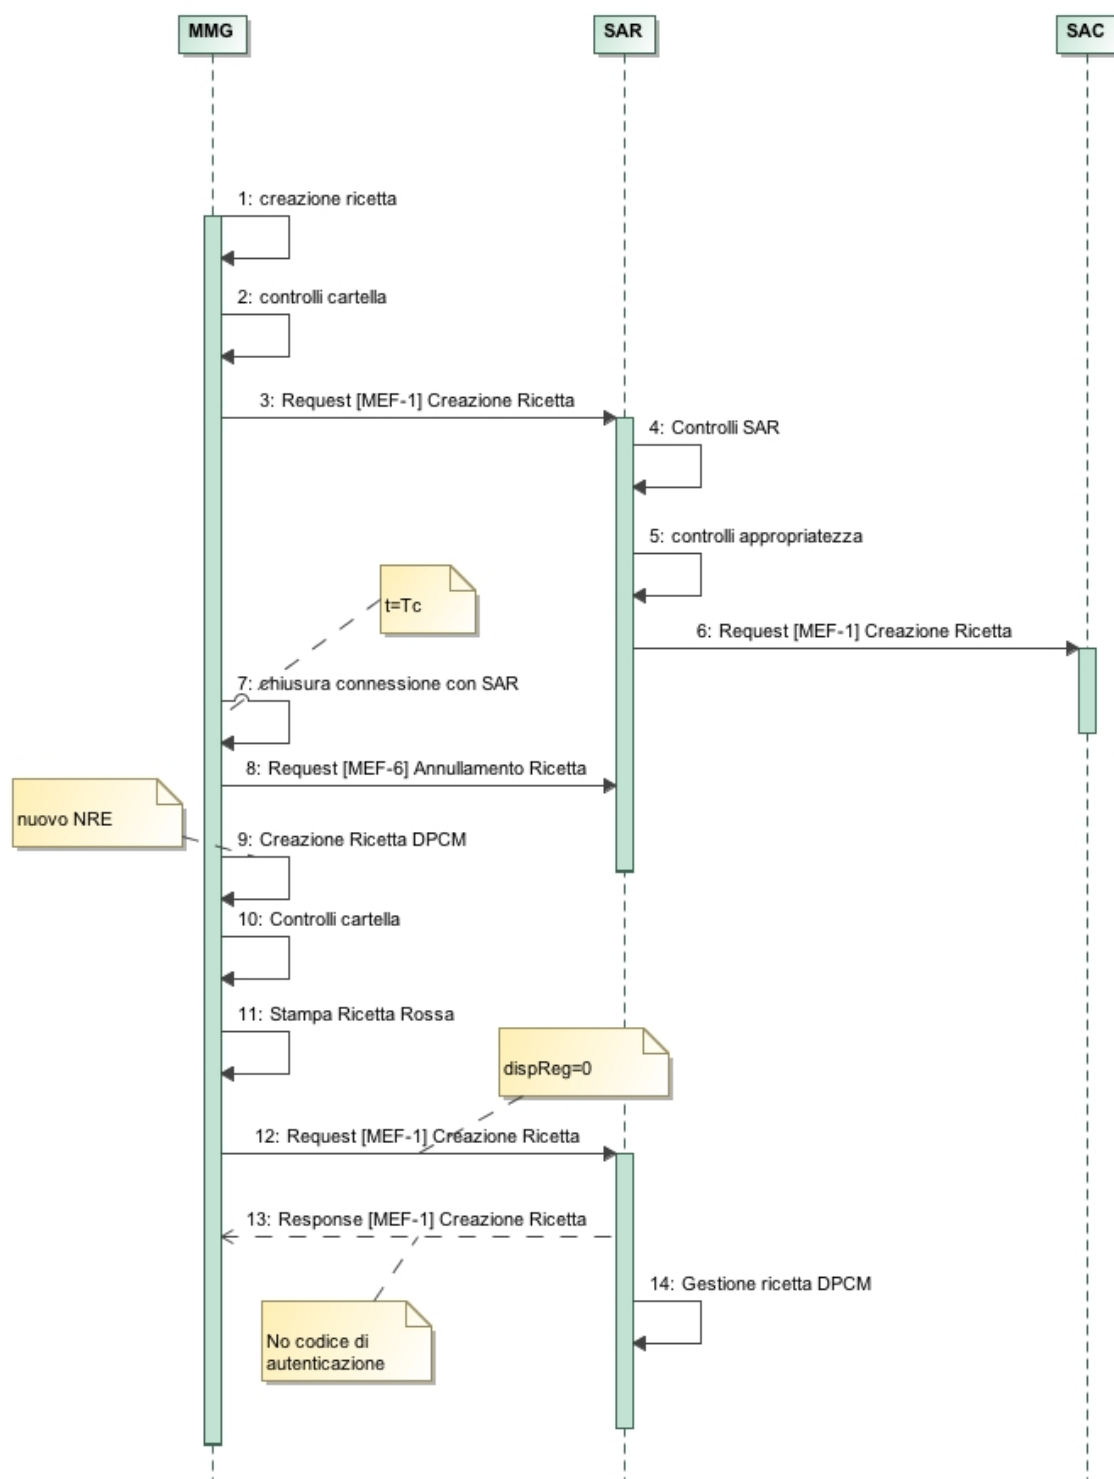 MMG
SAR
SAC
1: creazione ricetta
2: controlli cartella
3: Request [MEF-1] Creazione Ricetta
4: Controlli SAR
5: controlli appropriatezza
t=Tc
6: Request [MEF-1] Creazione Ricetta
7: chiusura connessione con SAR
8: Request [MEF-6] Annullamento Ricetta
nuovo NRE
9: Creazione Ricetta DPCM
10: Controlli cartella
11: Stampa Ricetta Rossa
dispReg=0
12: Request [MEF-1] Creazione Ricetta
13: Response [MEF-1] Creazione Ricetta
14: Gestione ricetta DPCM
No codice di
autenticazione